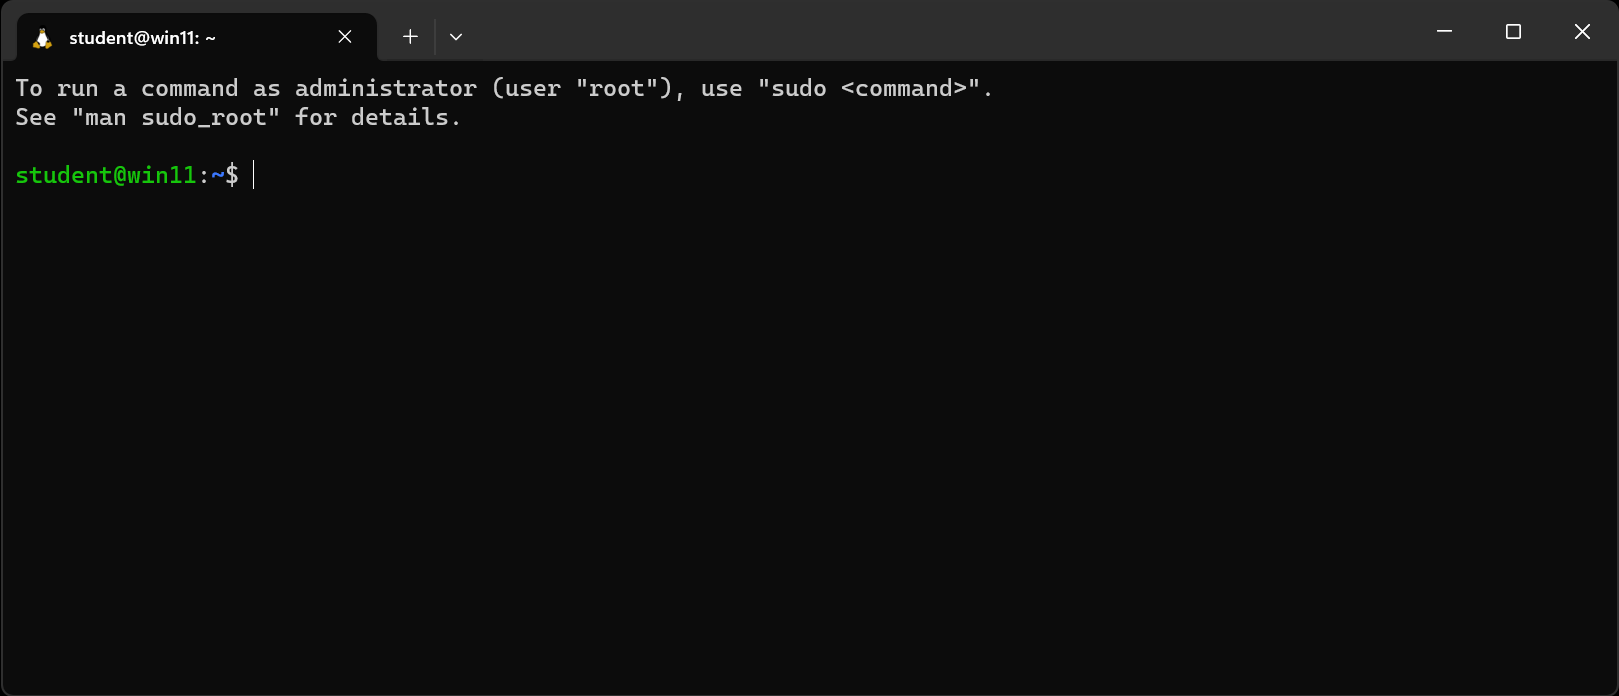 student@win11: ~
To run a command as administrator (user "root"), use "sudo <command>".
See "man sudo_root" for details.
student@win11:~$